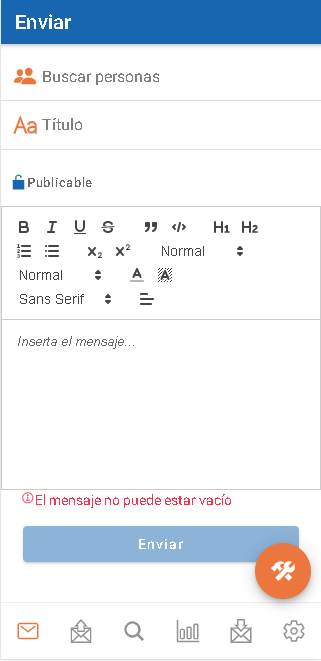 Enviar
Buscar personas
Aa Título
Publicable
B I U S ” </> H1 H2
X₂ X² Normal
Normal A A
Sans Serif
Inserta el mensaje...
El mensaje no puede estar vacío
Enviar